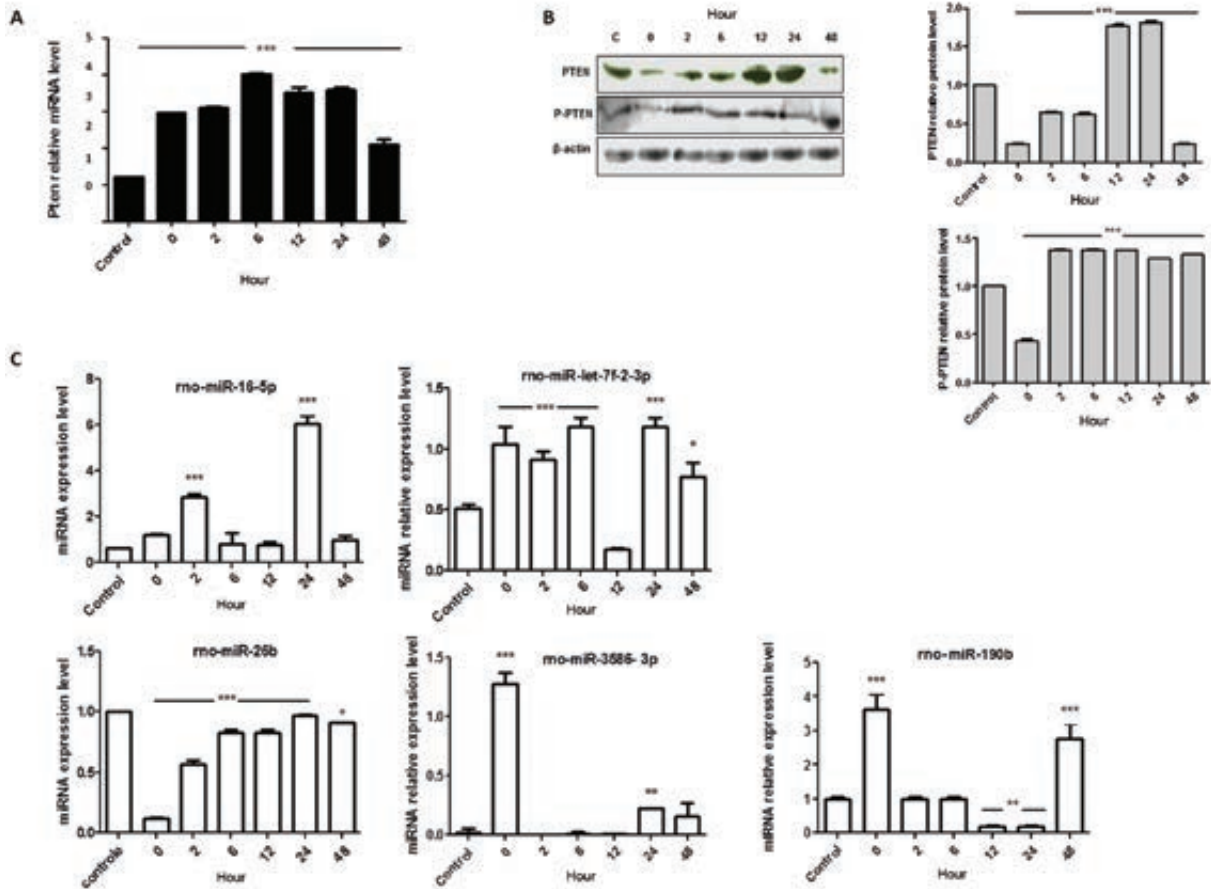 A
Pten relative mRNA level
5
4
3
2
1
0
***
Control 0 2 6 12 24 48
Hour
B
Hour
C 0 2 6 12 24 48
PTEN
P-PTEN
β-actin
PTEN relative protein level
2.0
1.5
1.0
0.5
0.0
***
Control 0 2 6 12 24 48
Hour
P-PTEN relative protein level
1.5
1.0
0.5
0.0
***
Control 0 2 6 12 24 48
Hour
C
rno-miR-16-5p
miRNA expression level
8
6
4
2
0
*** ***
Control 0 2 6 12 24 48
Hour
rno-miR-let-7f-2-3p
miRNA relative expression level
1.5
1.0
0.5
0.0
*** *** *
Control 0 2 6 12 24 48
Hour
rno-miR-26b
miRNA expression level
1.5
1.0
0.5
0.0
*** *
Controle 0 2 6 12 24 48
Hour
rno-miR-3586- 3p
miRNA relative expression level
1.5
1.0
0.5
0.0
*** **
Control 0 2 6 12 24 48
Hour
rno-miR-190b
miRNA relative expression level
5
4
3
2
1
0
*** ** ***
Control 0 2 6 12 24 48
Hour